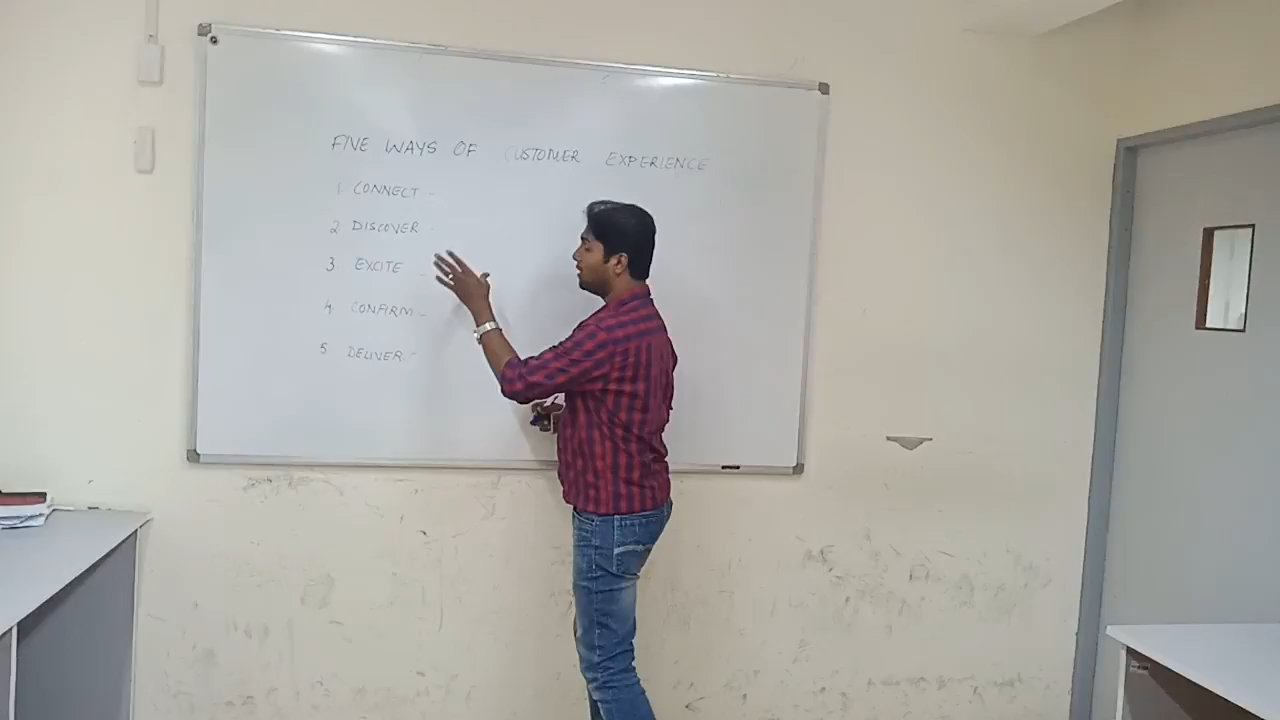 FIVE WAYS OF CUSTOMER EXPERIENCE
1 CONNECT -
2 DISCOVER -
3 EXCITE -
4 CONFIRM -
5 DELIVER -